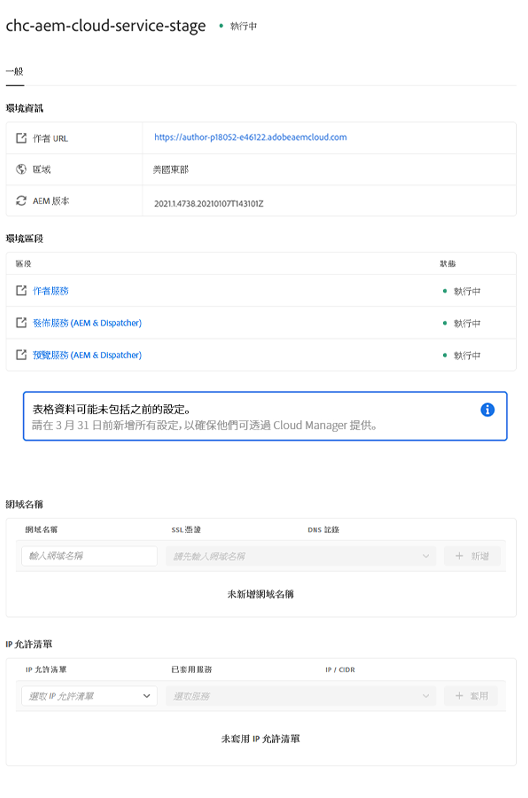 chc-aem-cloud-service-stage 執行中
一般
環境資訊
作者 URL https://author-p18052-e46122.adobeaemcloud.com
區域 美國東部
AEM 版本 2021.1.4738.20210107T143101Z
環境區段
區段 狀態
作者服務 執行中
發佈服務 (AEM & Dispatcher) 執行中
預覽服務 (AEM & Dispatcher) 執行中
表格資料可能未包括之前的設定。
請在 3 月 31 日前新增所有設定,以確保他們可透過 Cloud Manager 提供。
網域名稱
網域名稱 SSL 憑證 DNS 記錄
輸入網域名稱 請先輸入網域名稱 新增
未新增網域名稱
IP 允許清單
IP 允許清單 已套用服務 IP / CIDR
選取 IP 允許清單 選取服務 套用
未套用 IP 允許清單